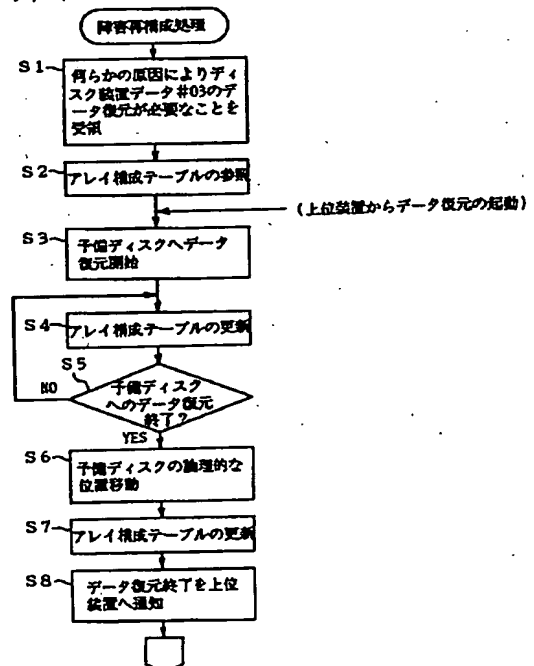 障害再構成処理
S1
何らかの原因によりディ
スク装置データ#03のデ
ータ復元が必要なことを
受領
S2
アレイ構成テーブルの参照
(上位装置からデータ復元の起動)
S3
予備ディスクへデータ
復元開始
S4
アレイ構成テーブルの更新
S5
予備ディスク
へのデータ復元
終了?
NO
YES
S6
予備ディスクの論理的な
位置移動
S7
アレイ構成テーブルの更新
S8
データ復元終了を上位
装置へ通知